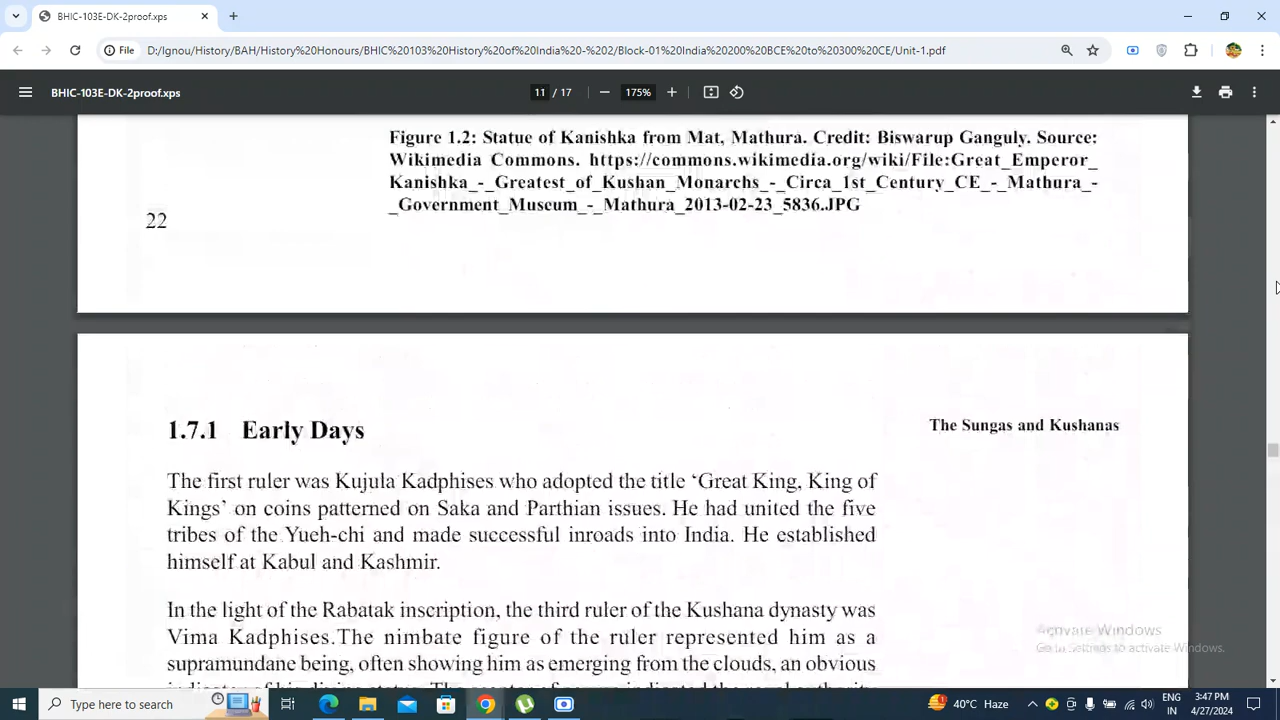 BHIC-103E-DK-2proof.xps
File D:/Ignou/History/BAH/History%20Honours/BHIC%20103%20History%20of%20India%20-%202/Block-01%20India%20200%20BCE%20to%20300%20CE/Unit-1.pdf
BHIC-103E-DK-2proof.xps
11 / 17
175%
Figure 1.2: Statue of Kanishka from Mat, Mathura. Credit: Biswarup Ganguly. Source:
Wikimedia Commons. https://commons.wikimedia.org/wiki/File:Great_Emperor_
Kanishka_-_Greatest_of_Kushan_Monarchs_-_Circa_1st_Century_CE_-_Mathura_-
_Government_Museum_-_Mathura_2013-02-23_5836.JPG
22
1.7.1 Early Days
The Sungas and Kushanas
The first ruler was Kujula Kadphises who adopted the title ‘Great King, King of
Kings’ on coins patterned on Saka and Parthian issues. He had united the five
tribes of the Yueh-chi and made successful inroads into India. He established
himself at Kabul and Kashmir.
In the light of the Rabatak inscription, the third ruler of the Kushana dynasty was
Vima Kadphises.The nimbate figure of the ruler represented him as a
supramundane being, often showing him as emerging from the clouds, an obvious
Activate Windows
Go to Settings to activate Windows.
Type here to search
40°C Haze
ENG
IN
3:47 PM
4/27/2024